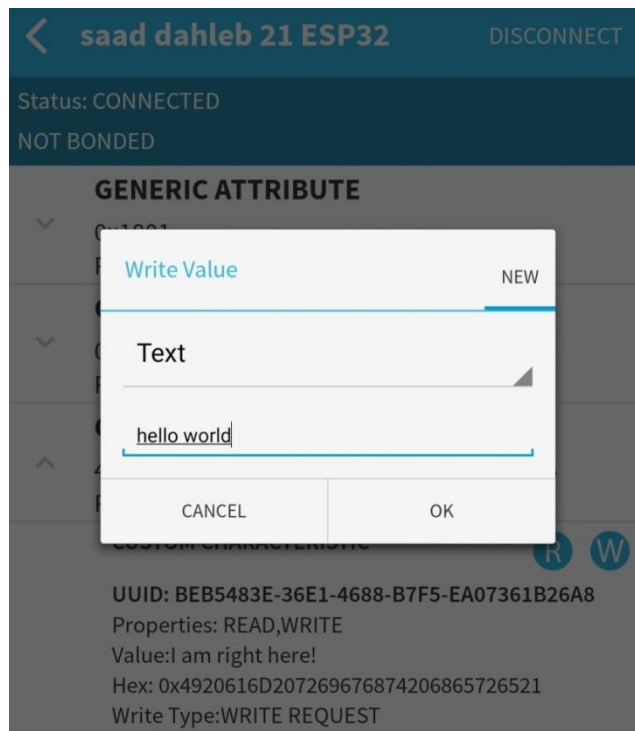 saad dahleb 21 ESP32 DISCONNECT
Status: CONNECTED
NOT BONDED
GENERIC ATTRIBUTE
Write Value NEW
Text
hello world
CANCEL OK
R W
UUID: BEB5483E-36E1-4688-B7F5-EA07361B26A8
Properties: READ,WRITE
Value:I am right here!
Hex: 0x4920616D20726967687420686572652
Write Type:WRITE REQUEST